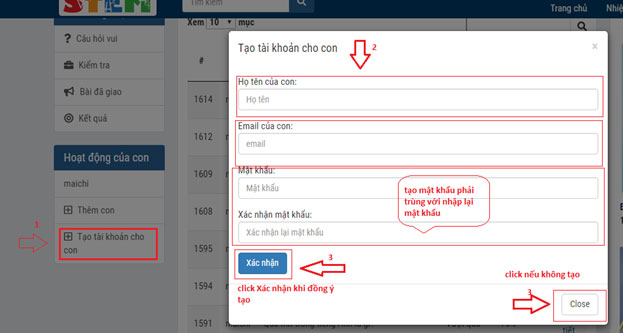 STEM
Tìm kiếm
Trang chủ
Nhiệ
Xem 10 mục
?  Câu hỏi vui
Kiểm tra
Bài đã giao
Kết quả
Hoạt động của con
maichi
Thêm con
1
Tạo tài khoản cho
con
#
1614
1612
1609
1608
1595
1594
1591
Tạo tài khoản cho con
×
2
Họ tên của con:
Họ tên
Email của con:
email
Mật khẩu:
Mật khẩu
tạo mật khẩu phải
trùng với nhập lại
mật khẩu
Xác nhận mật khẩu:
Xác nhận lại mật khẩu
Xác nhận
3
click Xác nhận khi đồng ý
tạo
click nếu không tạo
3
Close
maichi
tiết